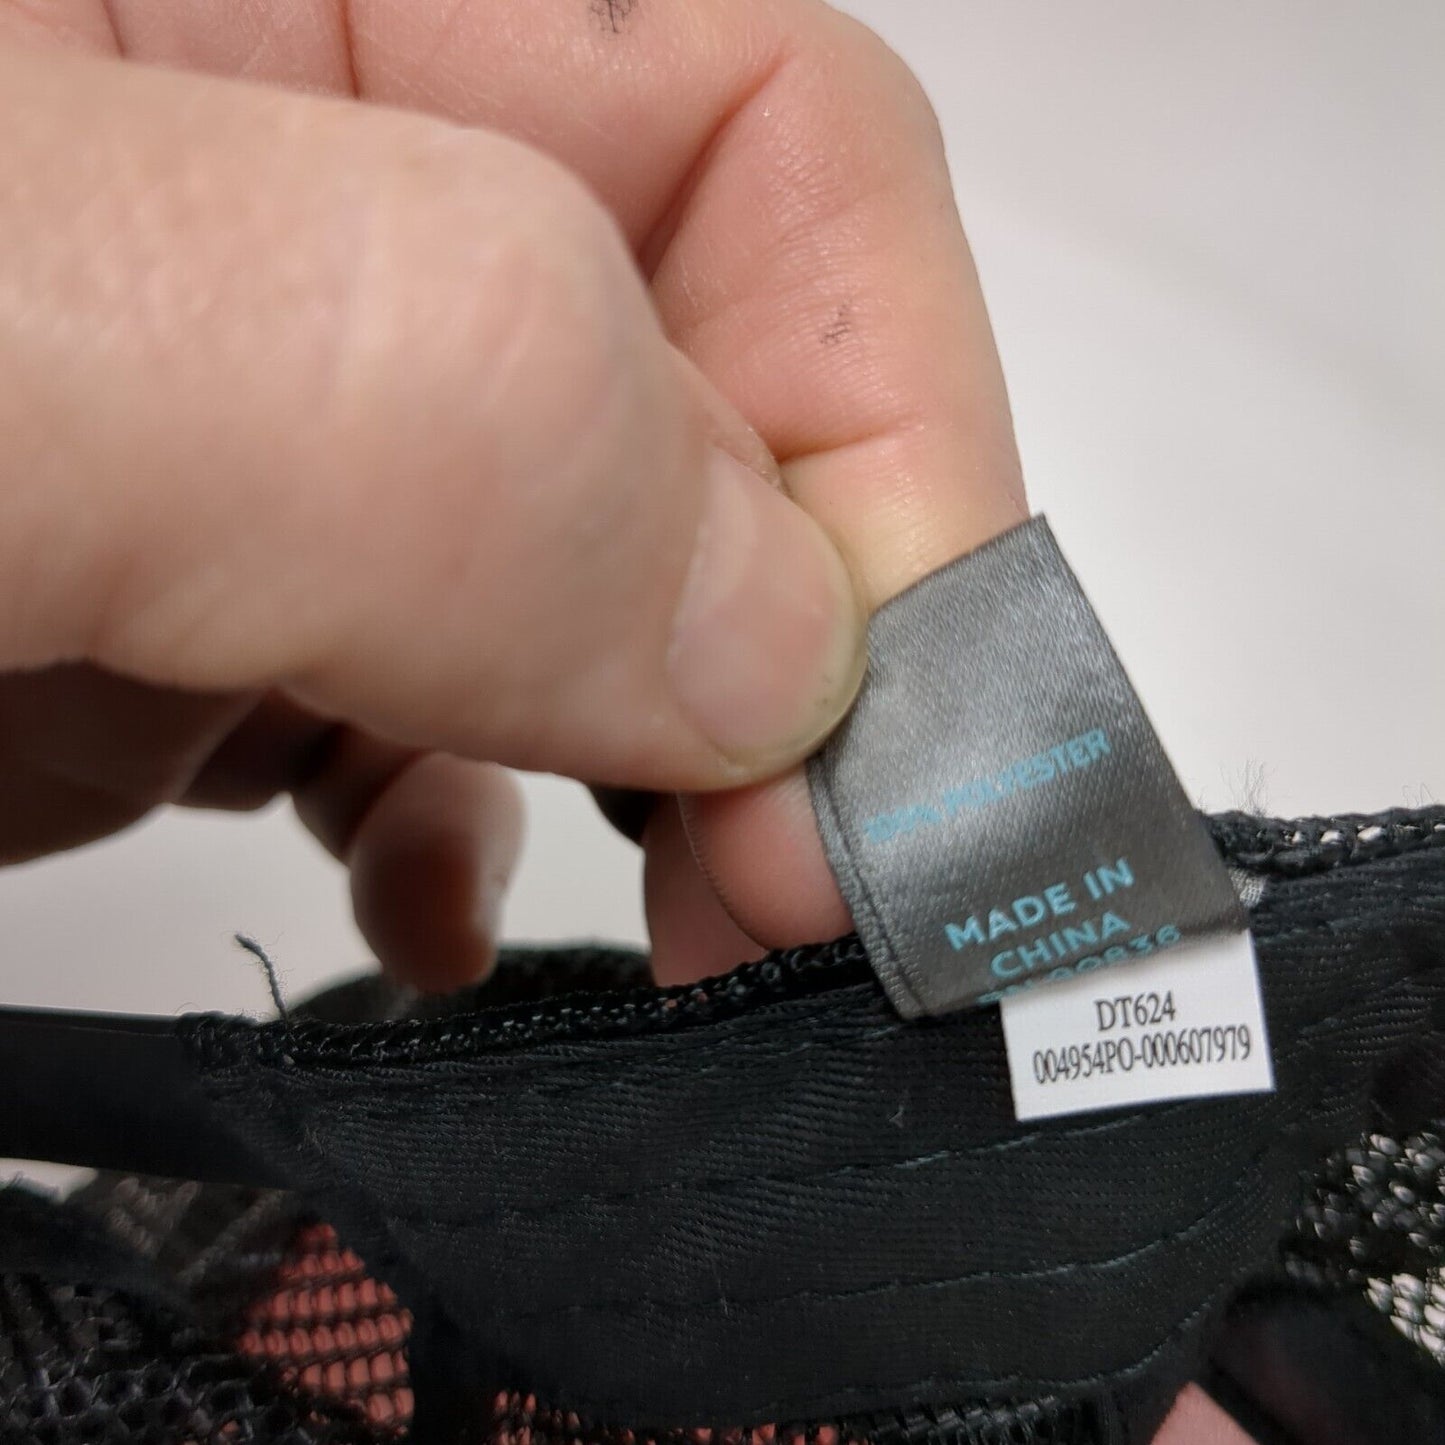 100% POLYESTER
MADE IN
CHINA
DT624
004954PO-000607979